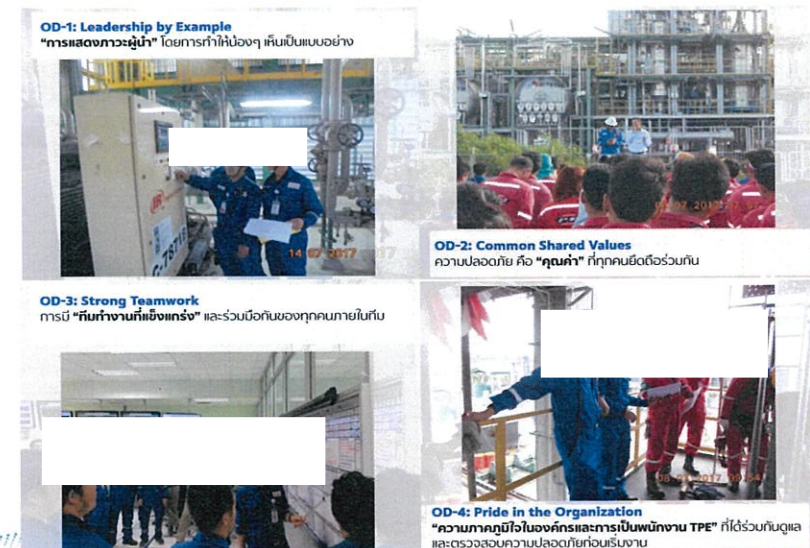 OD-1: Leadership by Example
“การแสดงภาวะผู้นำ” โดยการทำให้น้องๆ เห็นเป็นแบบอย่าง
IR
C-7871B
14 07 2017
OD-2: Common Shared Values
ความปลอดภัย คือ “คุณค่า” ที่ทุกคนยึดถือร่วมกัน
OD-3: Strong Teamwork
การมี “ทีมทำงานที่แข็งแกร่ง” และร่วมมือกันของทุกคนภายในทีม
OD-4: Pride in the Organization
“ความภาคภูมิใจในองค์กรและการเป็นพนักงาน TPE” ที่ได้ร่วมกันดูแล
และตรวจสอบความปลอดภัยก่อนเริ่มงาน